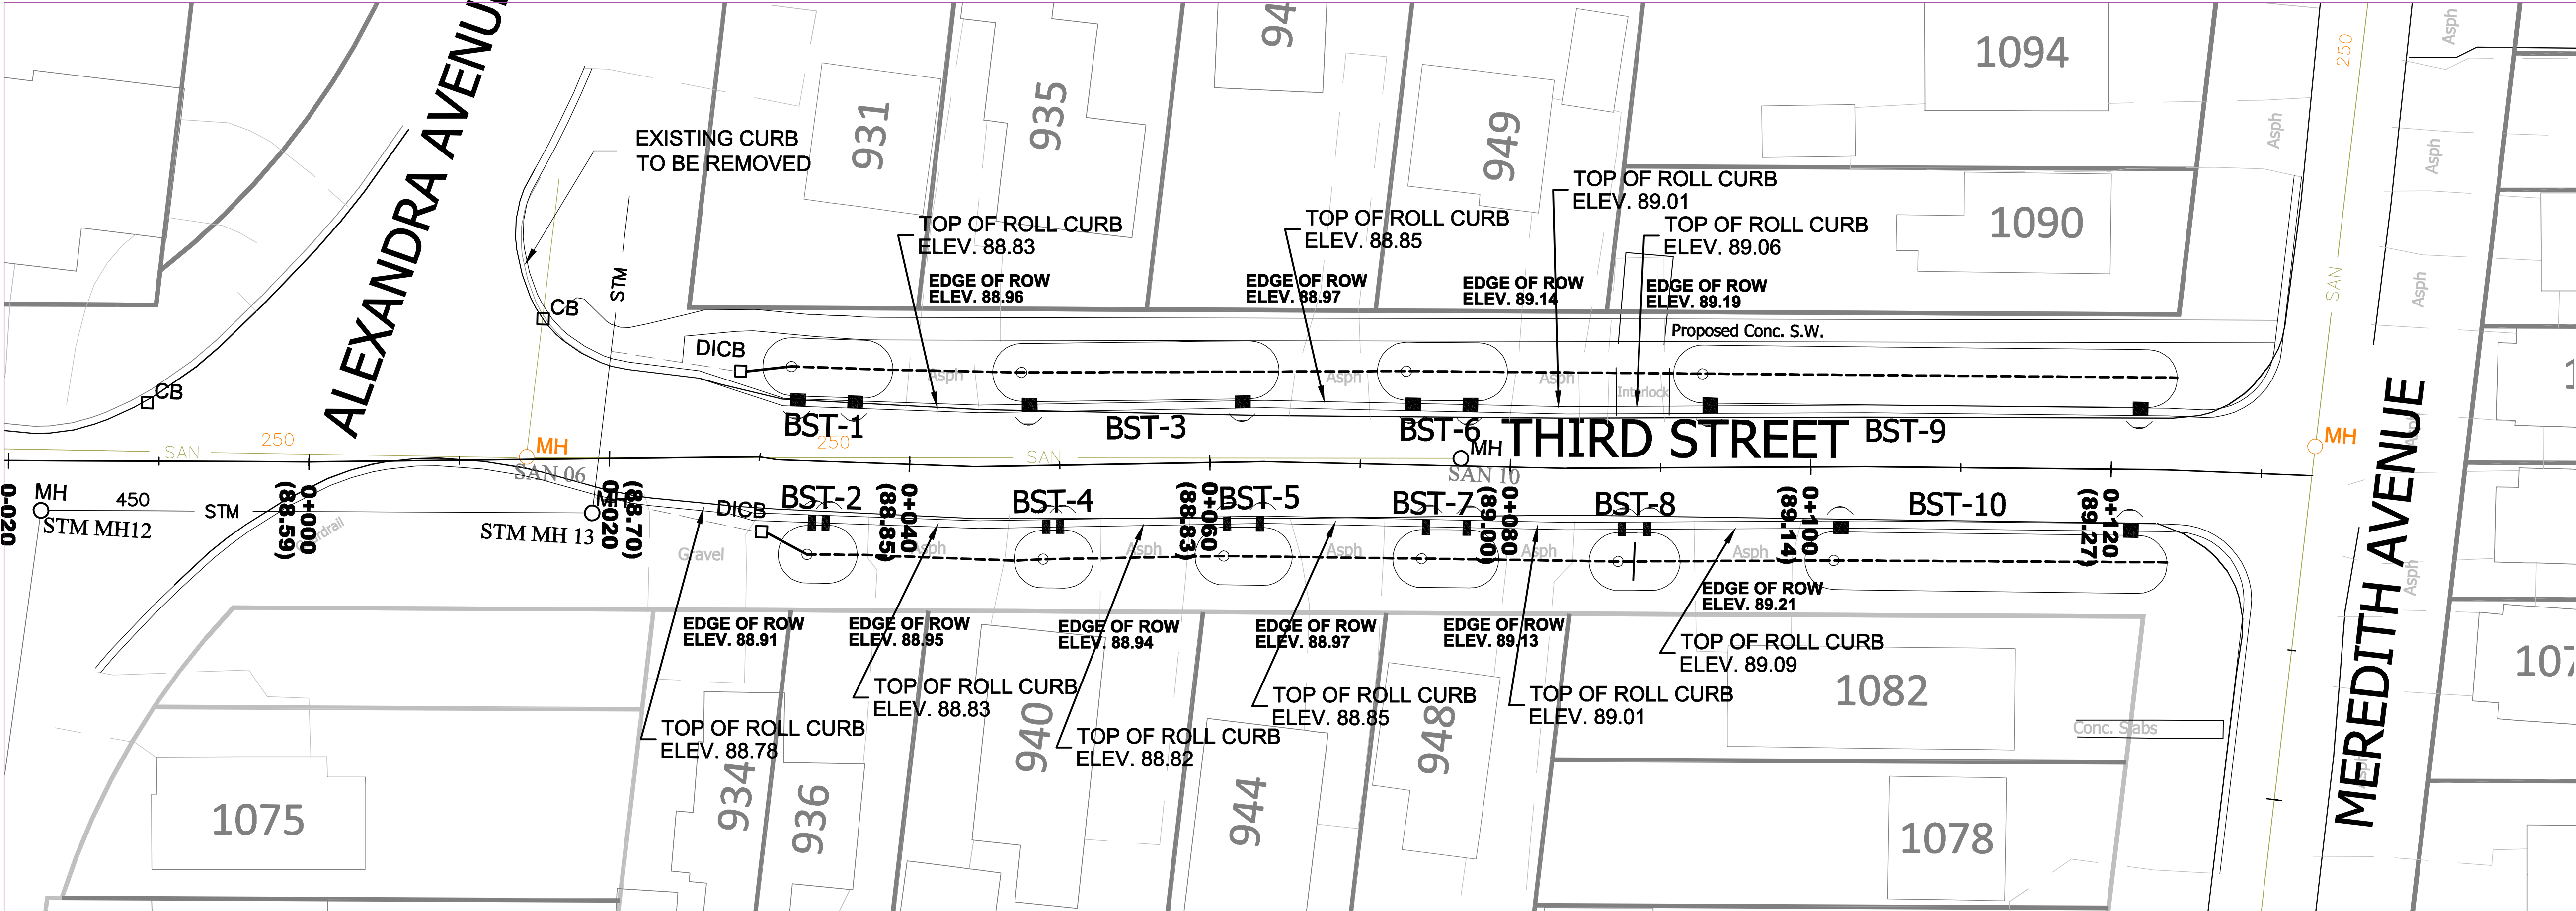 ALEXANDRA AVENUE
EXISTING CURB
TO BE REMOVED
931
935
94
949
1094
1090
250
SAN
Asph
Asph
Asph
Asph
Asph
Asph
Asph
Asph
TOP OF ROLL CURB
ELEV. 88.83
EDGE OF ROW
ELEV. 88.96
TOP OF ROLL CURB
ELEV. 88.85
EDGE OF ROW
ELEV. 88.97
TOP OF ROLL CURB
ELEV. 89.01
EDGE OF ROW
ELEV. 89.14
TOP OF ROLL CURB
ELEV. 89.06
EDGE OF ROW
ELEV. 89.19
Proposed Conc. S.W.
STM
CB
CB
DICB
Asph
Asph
Asph
Interlock
BST-1
BST-3
BST-6
BST-9
THIRD STREET
MH
SAN 10
MH
SAN 06
MH
SAN
250
250
SAN
MH
450
STM
STM MH12
STM MH 13
MH
0-020
0+000
(88.59)
0+020
(88.70)
0+040
(88.85)
0+060
(88.83)
0+080
(89.00)
0+100
(89.14)
0+120
(89.27)
DICB
BST-2
BST-4
BST-5
BST-7
BST-8
BST-10
Gravel
Asph
Asph
Asph
Asph
Asph
MEREDITH AVENUE
EDGE OF ROW
ELEV. 88.91
EDGE OF ROW
ELEV. 88.95
EDGE OF ROW
ELEV. 88.94
EDGE OF ROW
ELEV. 88.97
EDGE OF ROW
ELEV. 89.13
EDGE OF ROW
ELEV. 89.21
TOP OF ROLL CURB
ELEV. 88.78
TOP OF ROLL CURB
ELEV. 88.83
TOP OF ROLL CURB
ELEV. 88.82
TOP OF ROLL CURB
ELEV. 88.85
TOP OF ROLL CURB
ELEV. 89.01
TOP OF ROLL CURB
ELEV. 89.09
1075
934
936
940
944
948
1082
1078
Conc. Slabs
107